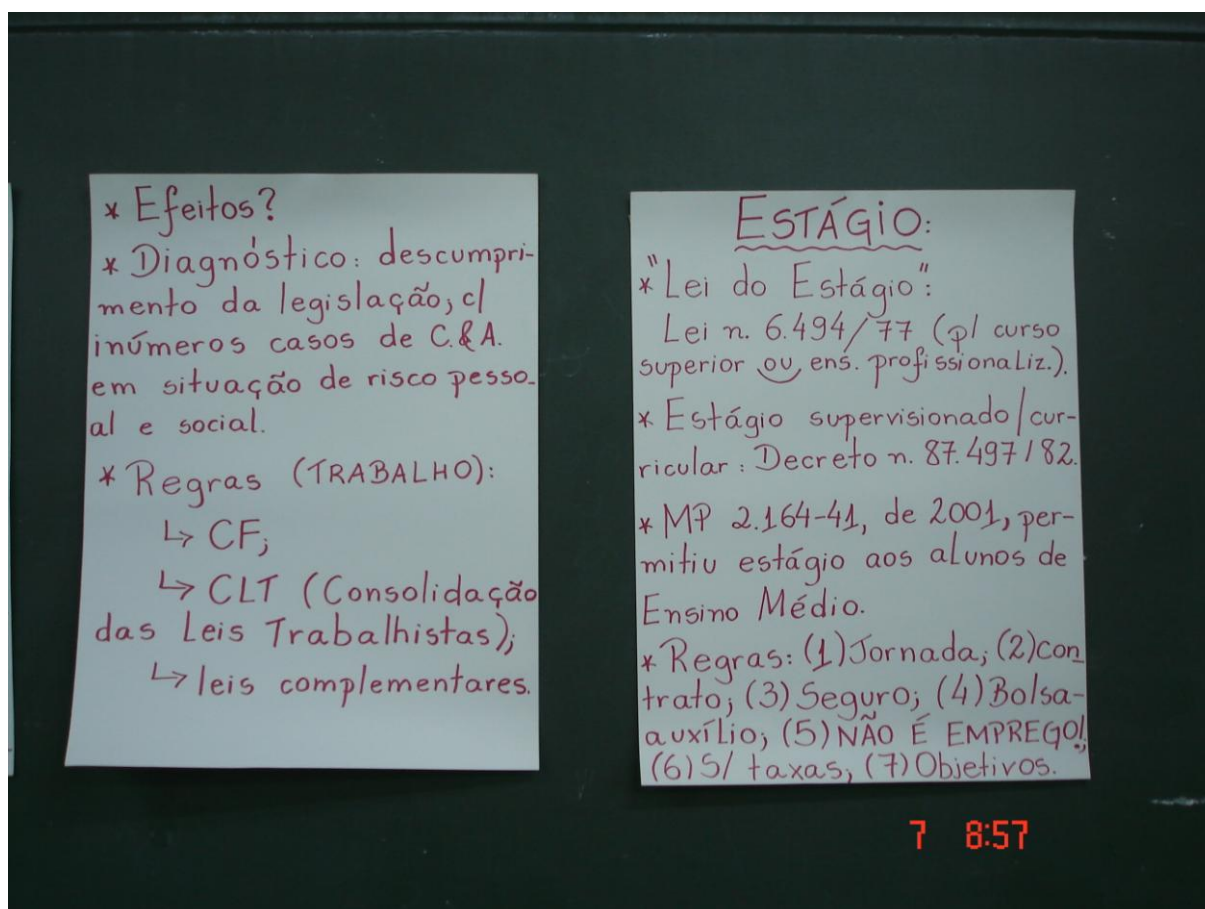 * Efeitos?
* Diagnóstico: descumpri-
mento da legislação, c/
inúmeros casos de C.&A.
em situação de risco pesso-
al e social.
* Regras (TRABALHO):
↳ CF;
↳ CLT (Consolidação
das Leis Trabalhistas);
↳ leis complementares.
ESTÁGIO:
* "Lei do Estágio":
Lei n. 6.494/77 (p/ curso
superior ou ens. profissionaliz.).
* Estágio supervisionado/cur-
ricular: Decreto n. 87.497/82.
* MP 2.164-41, de 2001, per-
mitiu estágio aos alunos de
Ensino Médio.
* Regras: (1) Jornada; (2) con
trato; (3) Seguro; (4) Bolsa-
auxílio; (5) NÃO É EMPREGO!;
(6) S/ taxas; (7) Objetivos.
7 8:57